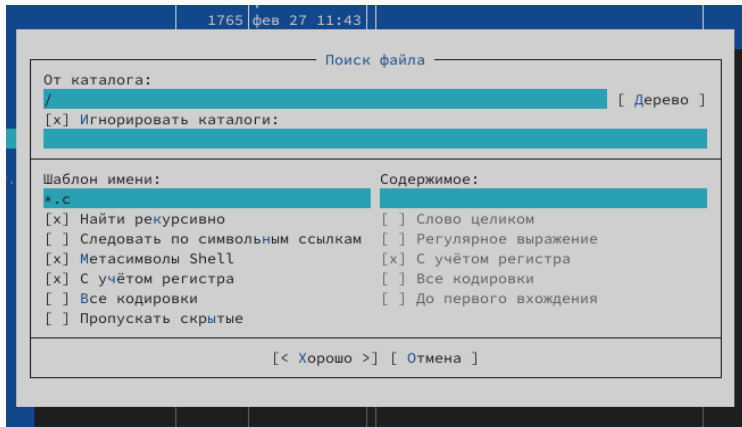 1765 фев 27 11:43
Поиск файла
От каталога:
/ [ Дерево ]
[x] Игнорировать каталоги:
Шаблон имени: Содержимое:
*.c
[x] Найти рекурсивно [ ] Слово целиком
[ ] Следовать по символьным ссылкам [ ] Регулярное выражение
[x] Метасимволы Shell [x] С учётом регистра
[x] С учётом регистра [ ] Все кодировки
[ ] Все кодировки [ ] До первого вхождения
[ ] Пропускать скрытые
[< Хорошо >] [ Отмена ]